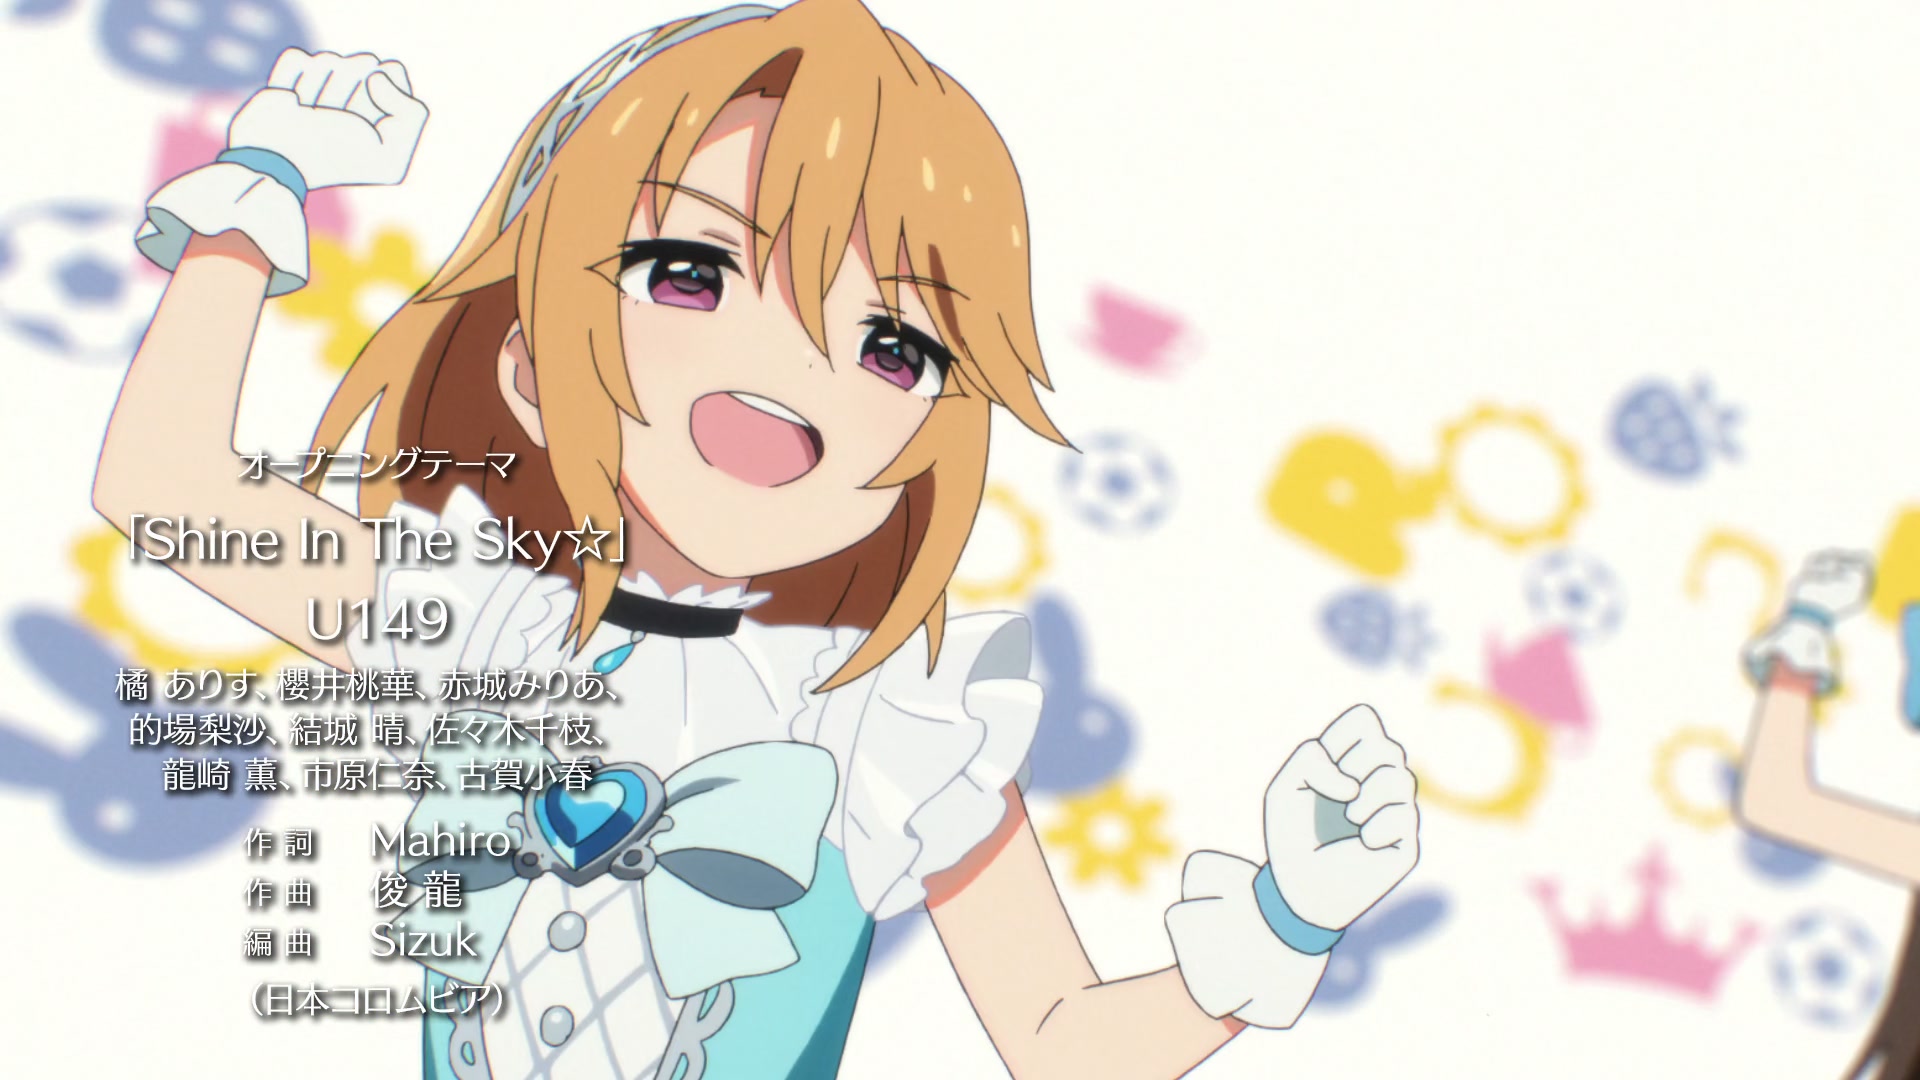 オープニングテーマ
「Shine In The Sky☆」
U149
橘 ありす、櫻井桃華、赤城みりあ、
的場梨沙、結城 晴、佐々木千枝、
龍崎 薫、市原仁奈、古賀小春
作 詞 Mahiro
作 曲 俊 龍
編 曲 Sizuk
（日本コロムビア）